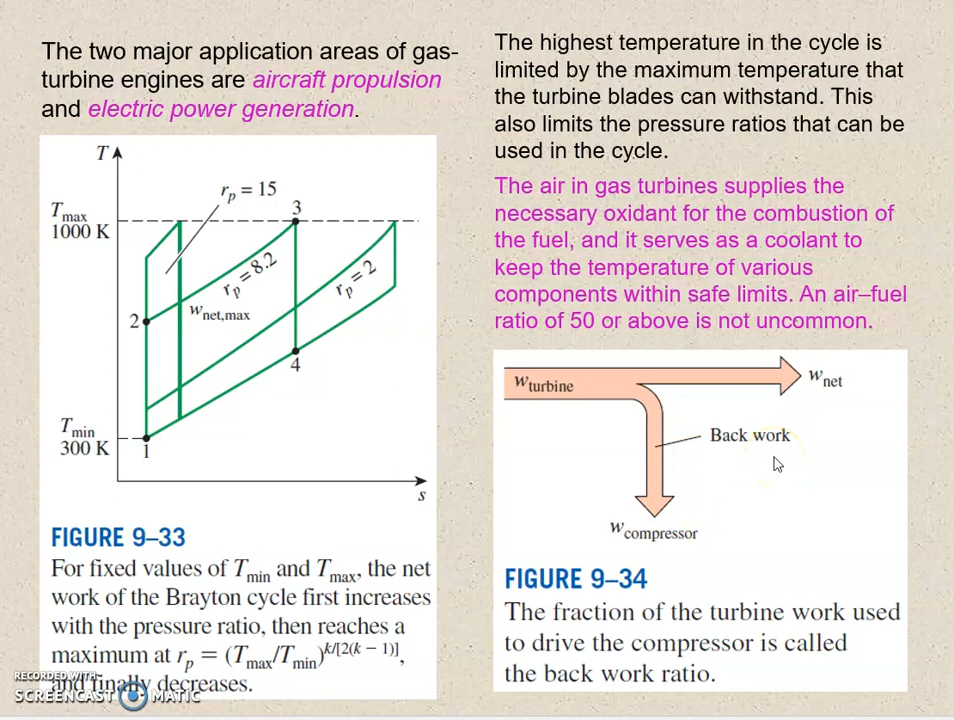 The two major application areas of gas-
turbine engines are aircraft propulsion
and electric power generation.
T
Tmax
1000 K
rp = 15
3
rp = 8.2
rp = 2
wnet,max
2
4
Tmin
300 K
1
s
FIGURE 9–33
For fixed values of Tmin and Tmax, the net
work of the Brayton cycle first increases
with the pressure ratio, then reaches a
maximum at rp = (Tmax/Tmin)k/[2(k − 1)],
and finally decreases.
RECORDED WITH
SCREENCAST MATIC
The highest temperature in the cycle is
limited by the maximum temperature that
the turbine blades can withstand. This
also limits the pressure ratios that can be
used in the cycle.
The air in gas turbines supplies the
necessary oxidant for the combustion of
the fuel, and it serves as a coolant to
keep the temperature of various
components within safe limits. An air–fuel
ratio of 50 or above is not uncommon.
wturbine
wnet
Back work
wcompressor
FIGURE 9–34
The fraction of the turbine work used
to drive the compressor is called
the back work ratio.